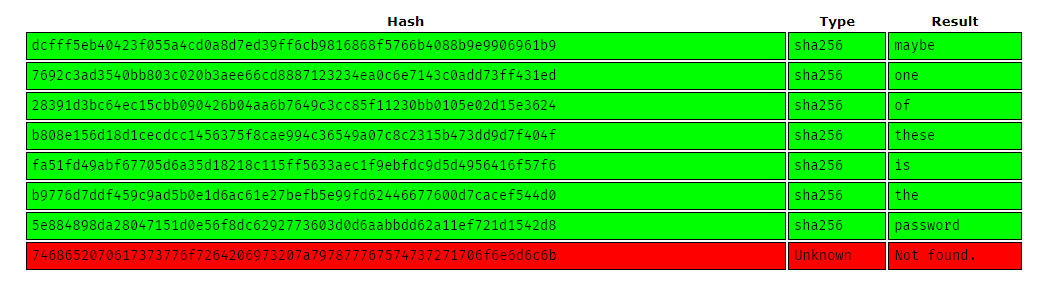 Hash Type Result
dcfff5eb40423f055a4cd0a8d7ed39ff6cb9816868f5766b4088b9e9906961b9 sha256 maybe
7692c3ad3540bb803c020b3aee66cd8887123234ea0c6e7143c0add73ff431ed sha256 one
28391d3bc64ec15cbb090426b04aa6b7649c3cc85f11230bb0105e02d15e3624 sha256 of
b808e156d18d1cecdcc1456375f8cae994c36549a07c8c2315b473dd9d7f404f sha256 these
fa51fd49abf67705d6a35d18218c115ff5633aec1f9ebfdc9d5d4956416f57f6 sha256 is
b9776d7ddf459c9ad5b0e1d6ac61e27befb5e99fd62446677600d7cacef544d0 sha256 the
5e884898da28047151d0e56f8dc6292773603d0d6aabbdd62a11ef721d1542d8 sha256 password
7468652070617373776f7264206973207a797877767574737271706f6e6d6c6b Unknown Not found.